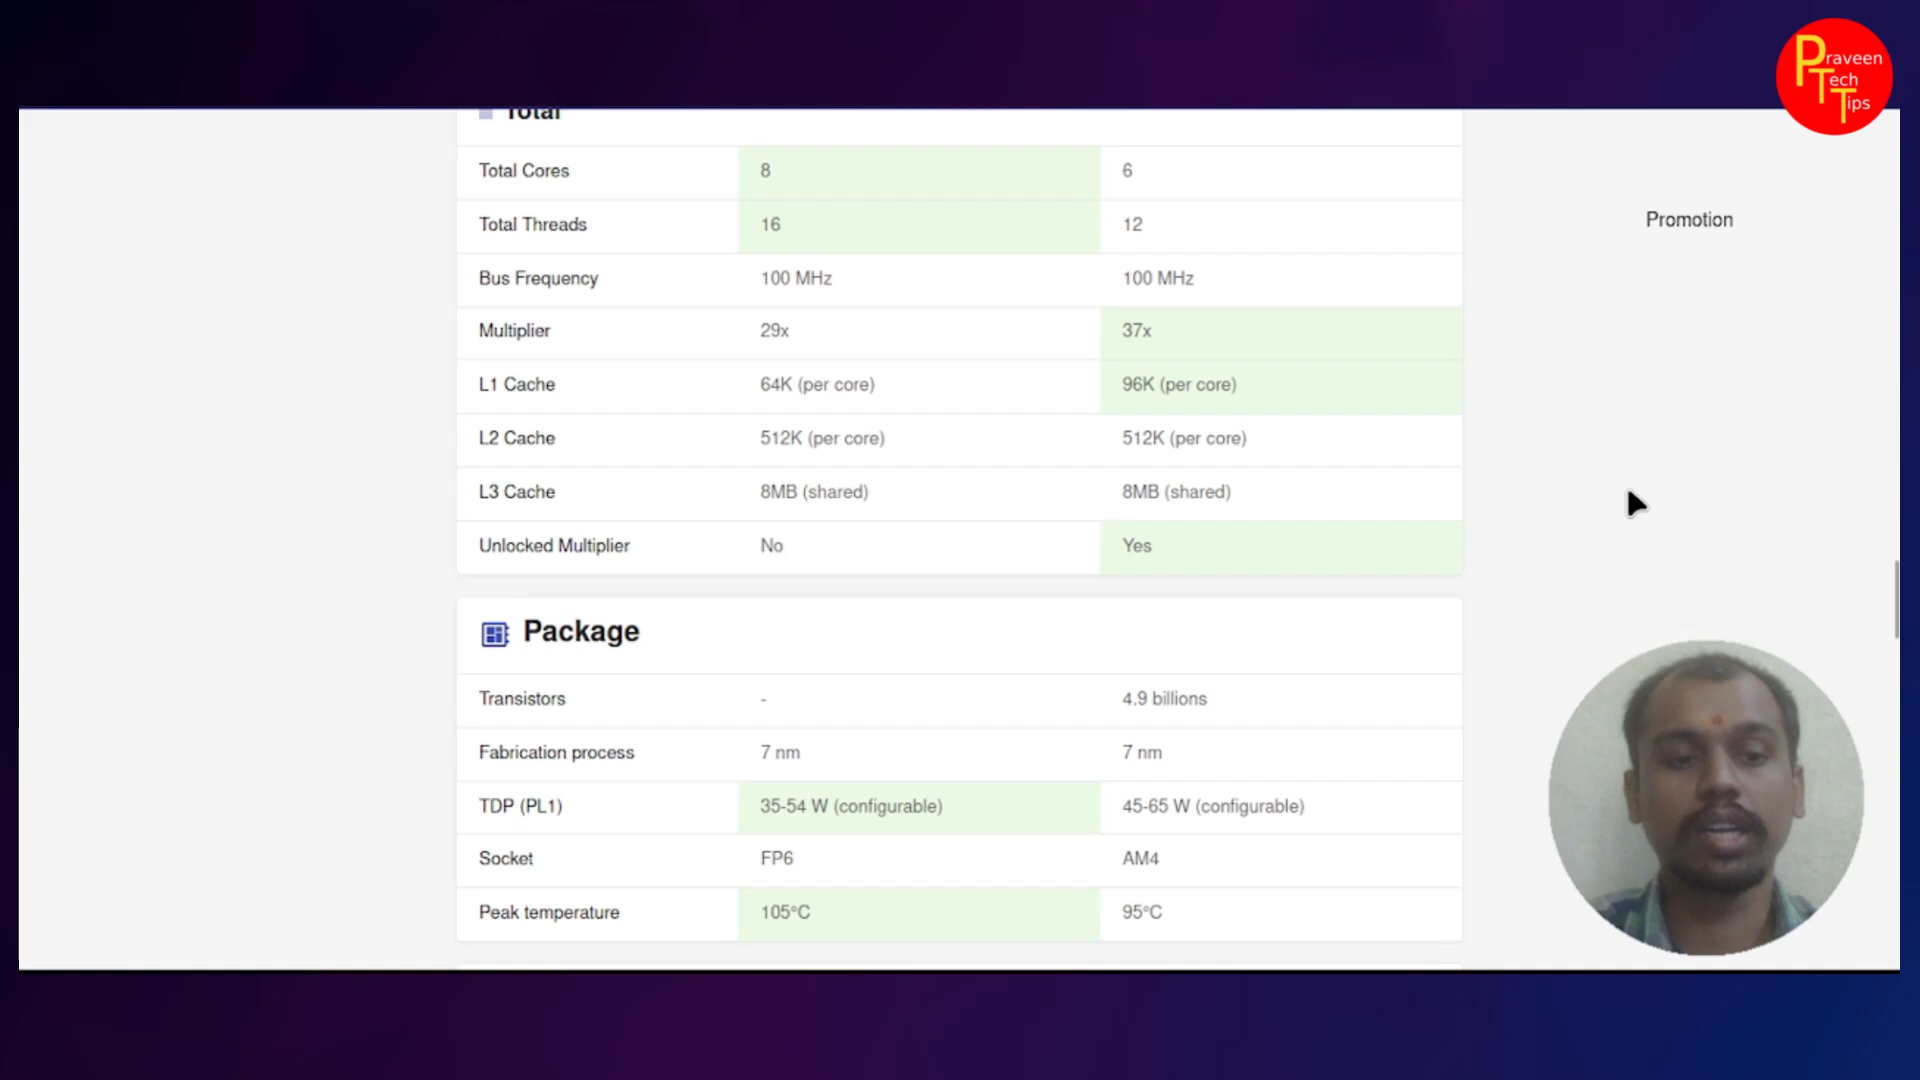 Praveen
Tech
Tips
Total
Total Cores 8 6
Total Threads 16 12
Promotion
Bus Frequency 100 MHz 100 MHz
Multiplier 29x 37x
L1 Cache 64K (per core) 96K (per core)
L2 Cache 512K (per core) 512K (per core)
L3 Cache 8MB (shared) 8MB (shared)
Unlocked Multiplier No Yes
Package
Transistors - 4.9 billions
Fabrication process 7 nm 7 nm
TDP (PL1) 35-54 W (configurable) 45-65 W (configurable)
Socket FP6 AM4
Peak temperature 105°C 95°C